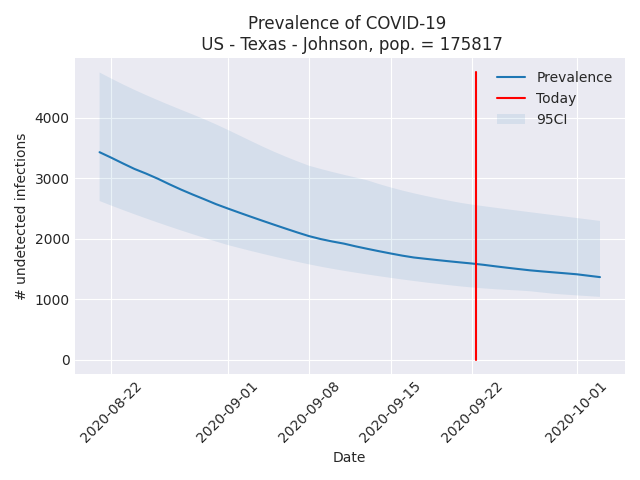 Prevalence of COVID-19
US - Texas - Johnson, pop. = 175817
Prevalence
Today
95CI
# undetected infections
4000
3000
2000
1000
0
2020-08-22
2020-09-01
2020-09-08
2020-09-15
2020-09-22
2020-10-01
Date